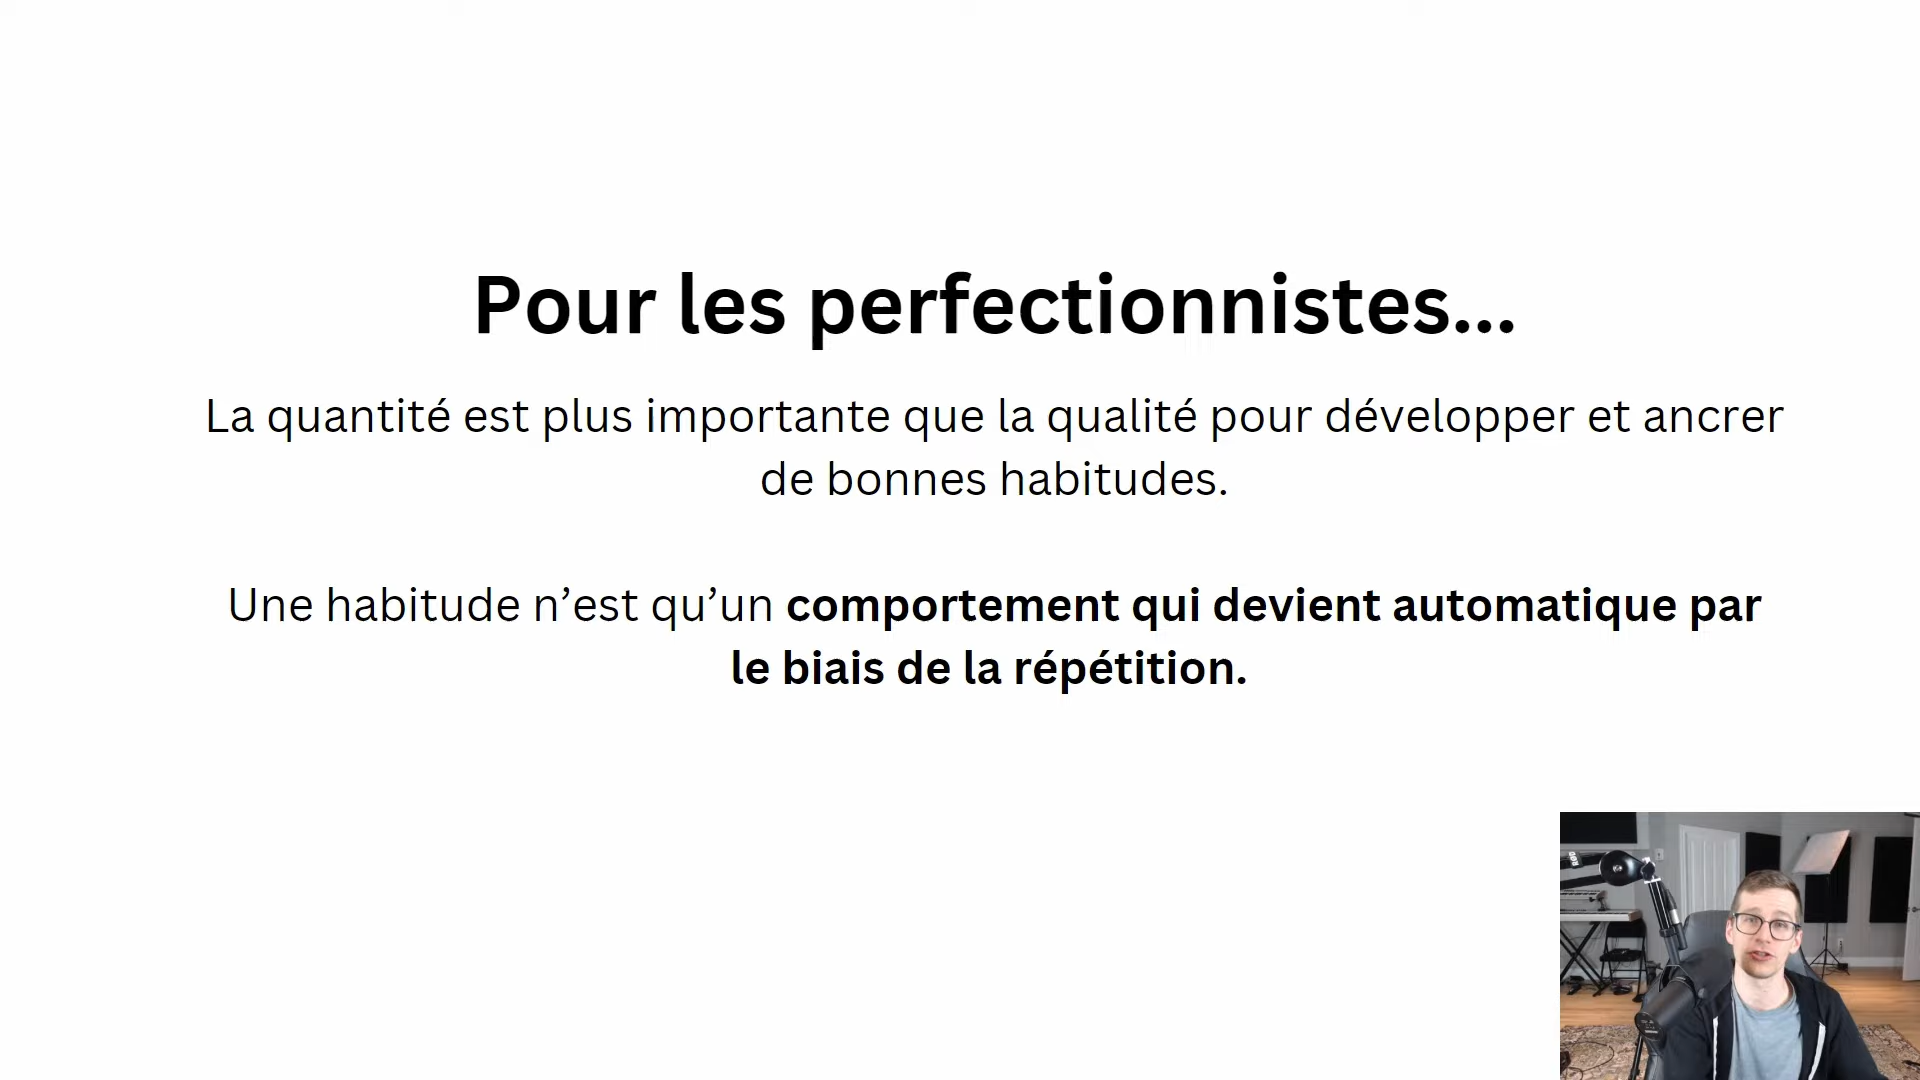 Pour les perfectionnistes...
La quantité est plus importante que la qualité pour développer et ancrer
de bonnes habitudes.
Une habitude n’est qu’un comportement qui devient automatique par
le biais de la répétition.
RØDE